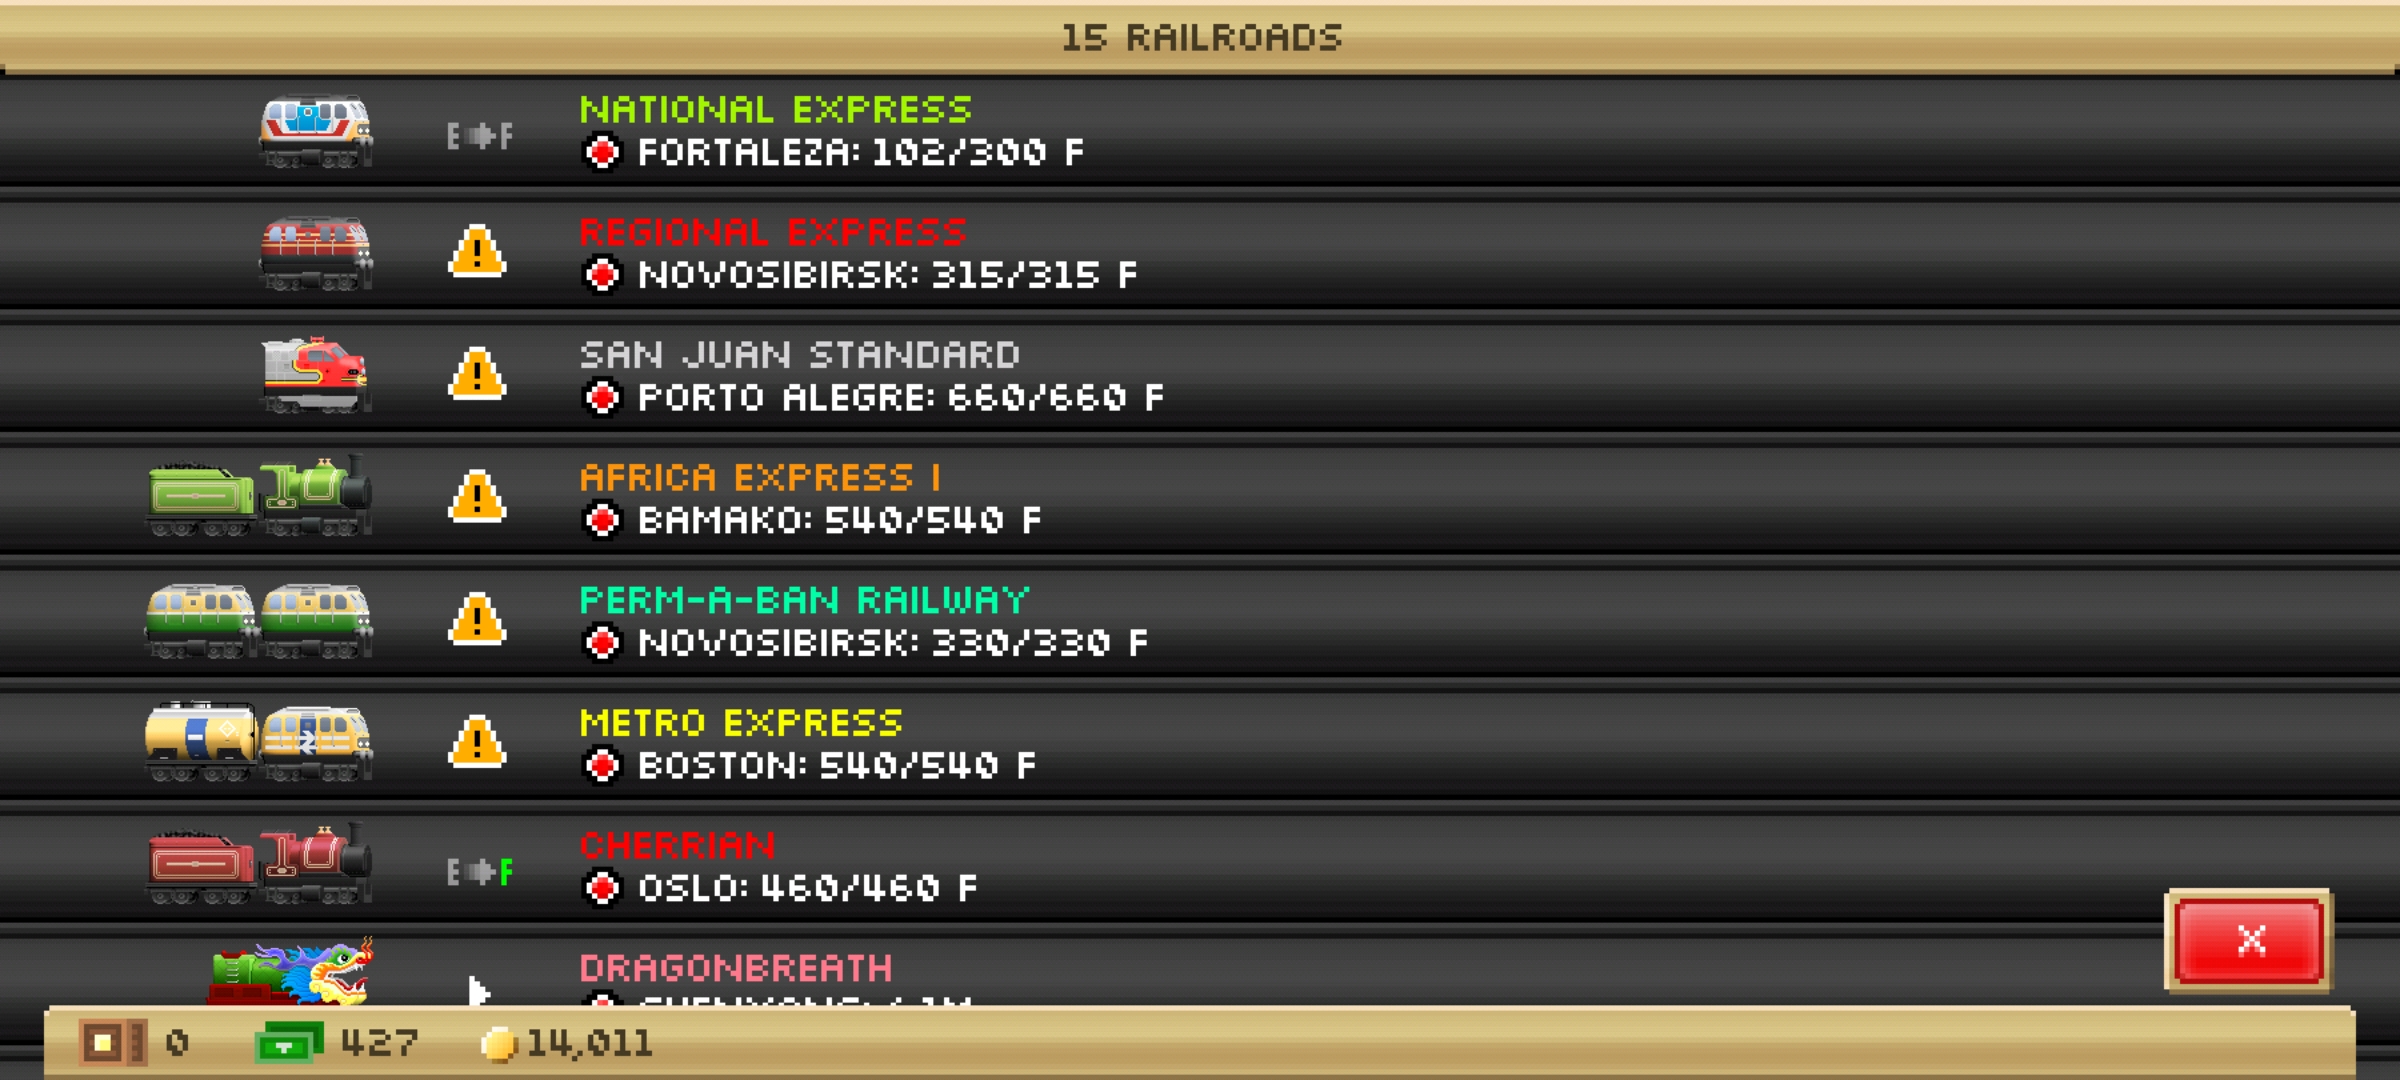 15 RAILROADS
NATIONAL EXPRESS
E F
FORTALEZA: 102/300 F
REGIONAL EXPRESS
!
NOVOSIBIRSK: 315/315 F
SAN JUAN STANDARD
!
PORTO ALEGRE: 660/660 F
AFRICA EXPRESS I
!
BAMAKO: 540/540 F
PERM-A-BAN RAILWAY
!
NOVOSIBIRSK: 330/330 F
METRO EXPRESS
!
BOSTON: 540/540 F
CHERRIAN
E F
OSLO: 460/460 F
X
DRAGONBREATH
0 427 14,011